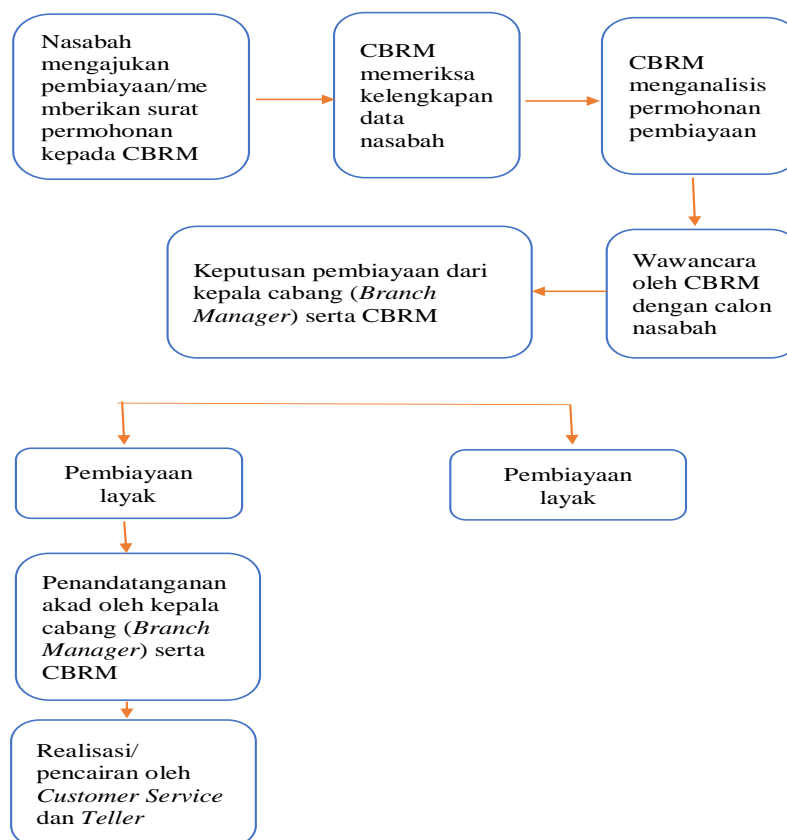 Nasabah
mengajukan
pembiayaan/me
mberikan surat
permohonan
kepada CBRM
CBRM
memeriksa
kelengkapan
data
nasabah
CBRM
menganalisis
permohonan
pembiayaan
Wawancara
oleh CBRM
dengan calon
nasabah
Keputusan pembiayaan dari
kepala cabang (Branch
Manager) serta CBRM
Pembiayaan
layak
Pembiayaan
layak
Penandatanganan
akad oleh kepala
cabang (Branch
Manager) serta
CBRM
Realisasi/
pencairan oleh
Customer Service
dan Teller